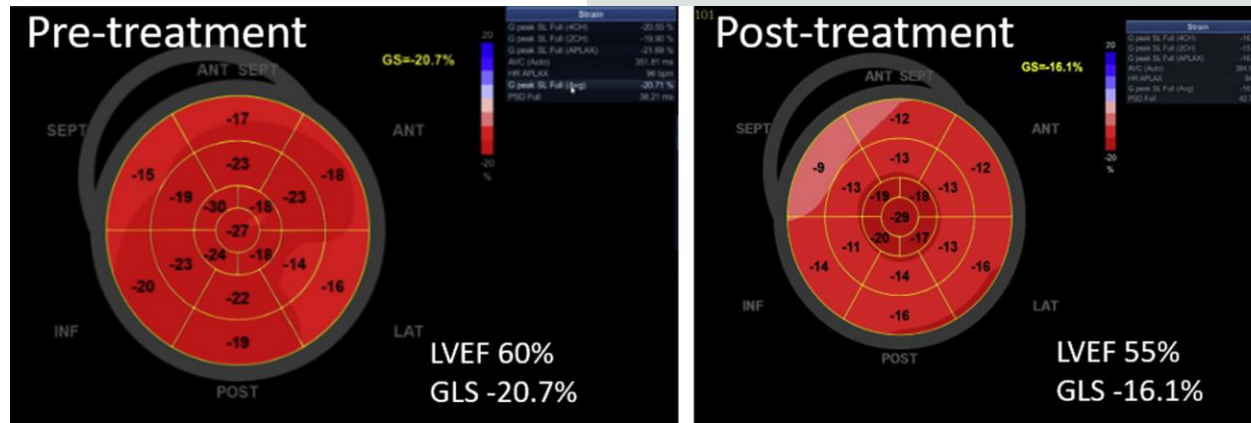 Pre-treatment
GS=-20.7%
20
-20
%
Strain
G peak SL Full (4CH) -20.55 %
G peak SL Full (2CH) -19.90 %
G peak SL Full (APLAX) -21.89 %
AVC (Auto) 351.81 ms
HR APLAX 96 bpm
G peak SL Full (Avg) -20.71 %
PSD Full 38.21 ms
ANT SEPT
SEPT
ANT
-17
-23
-15
-18
-19
-30
-18
-23
-27
-23
-24
-18
-14
-20
-16
-22
-19
INF
LAT
POST
LVEF 60%
GLS -20.7%
101
Post-treatment
GS=-16.1%
20
-20
%
Strain
G peak SL Full (4CH) -16
G peak SL Full (2CH)
G peak SL Full (APLAX) -16
AVC (Auto)
HR APLAX
G peak SL Full (Avg) -16
PSD Full
ANT SEPT
SEPT
ANT
-12
-13
-9
-12
-13
-19
-18
-13
-29
-11
-20
-17
-13
-14
-16
-14
-16
INF
LAT
POST
LVEF 55%
GLS -16.1%